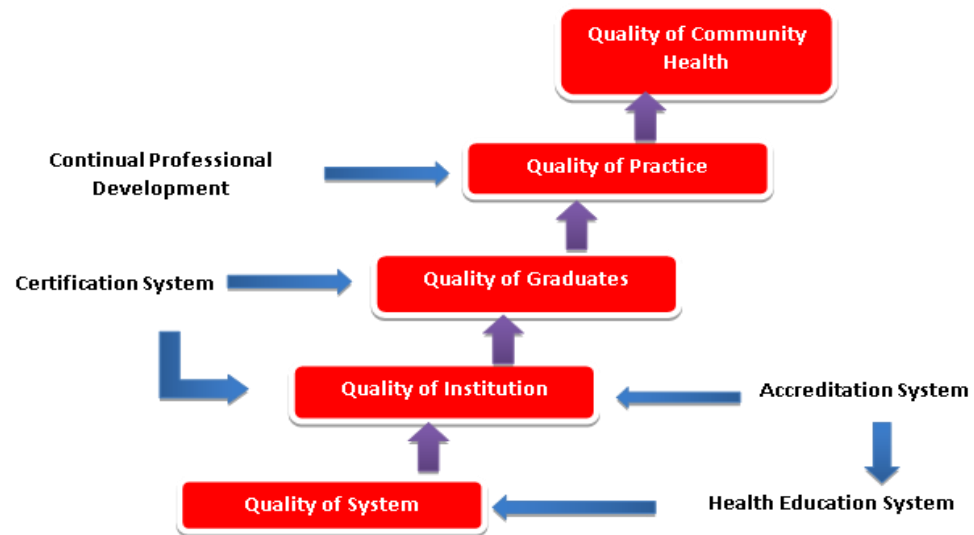 Quality of Community
Health
Continual Professional
Development
Quality of Practice
Certification System
Quality of Graduates
Quality of Institution
Accreditation System
Quality of System
Health Education System